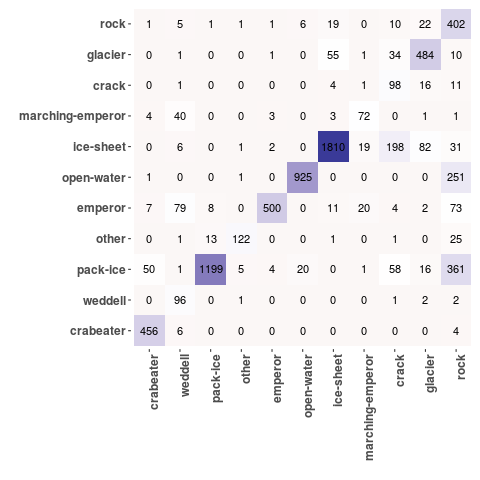 rock 1 5 1 1 1 6 19 0 10 22 402
glacier 0 1 0 0 1 0 55 1 34 484 10
crack 0 1 0 0 0 0 4 1 98 16 11
marching-emperor 4 40 0 0 3 0 3 72 0 1 1
ice-sheet 0 6 0 1 2 0 1810 19 198 82 31
open-water 1 0 0 1 0 925 0 0 0 0 251
emperor 7 79 8 0 500 0 11 20 4 2 73
other 0 1 13 122 0 0 1 0 1 0 25
pack-ice 50 1 1199 5 4 20 0 1 58 16 361
weddell 0 96 0 1 0 0 0 0 1 2 2
crabeater 456 6 0 0 0 0 0 0 0 0 4
crabeater weddell pack-ice other emperor open-water ice-sheet marching-emperor crack glacier rock